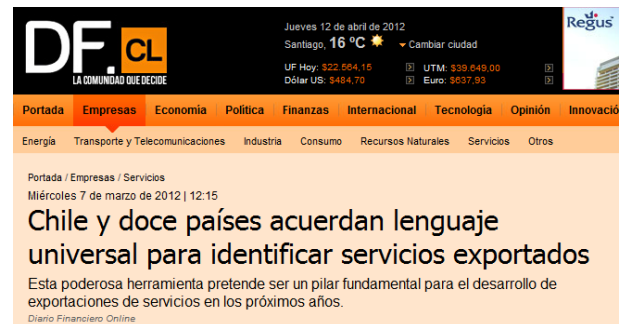 DF.CL
LA COMUNIDAD QUE DECIDE
Jueves 12 de abril de 2012
Santiago, 16 ºC Cambiar ciudad
UF Hoy: $22.564,15 UTM: $39.649,00
Dólar US: $484,70 Euro: $637,93
Regus
Portada Empresas Economía Política Finanzas Internacional Tecnología Opinión Innovació
Energía Transporte y Telecomunicaciones Industria Consumo Recursos Naturales Servicios Otros
Portada / Empresas / Servicios
Miércoles 7 de marzo de 2012 | 12:15
Chile y doce países acuerdan lenguaje
universal para identificar servicios exportados
Esta poderosa herramienta pretende ser un pilar fundamental para el desarrollo de
exportaciones de servicios en los próximos años.
Diario Financiero Online